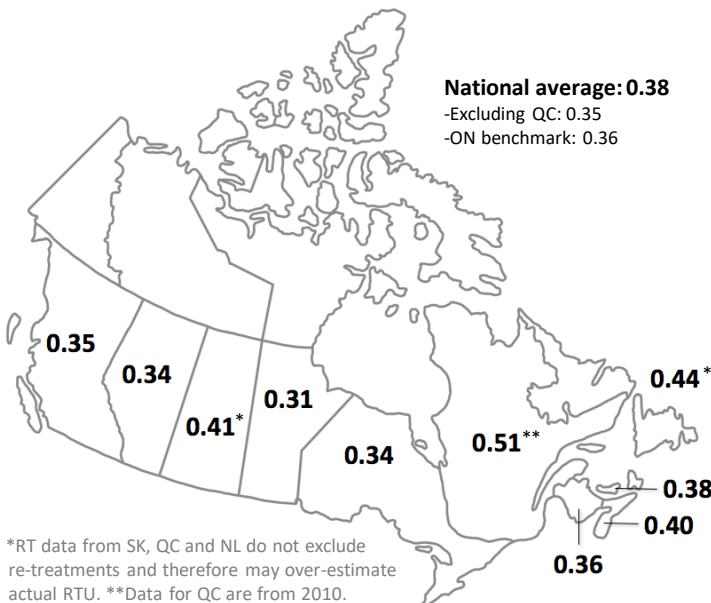 National average: 0.38
-Excluding QC: 0.35
-ON benchmark: 0.36
0.35
0.34
0.41*
0.31
0.34
0.51**
0.44*
0.38
0.40
0.36
*RT data from SK, QC and NL do not exclude
re-treatments and therefore may over-estimate
actual RTU. **Data for QC are from 2010.